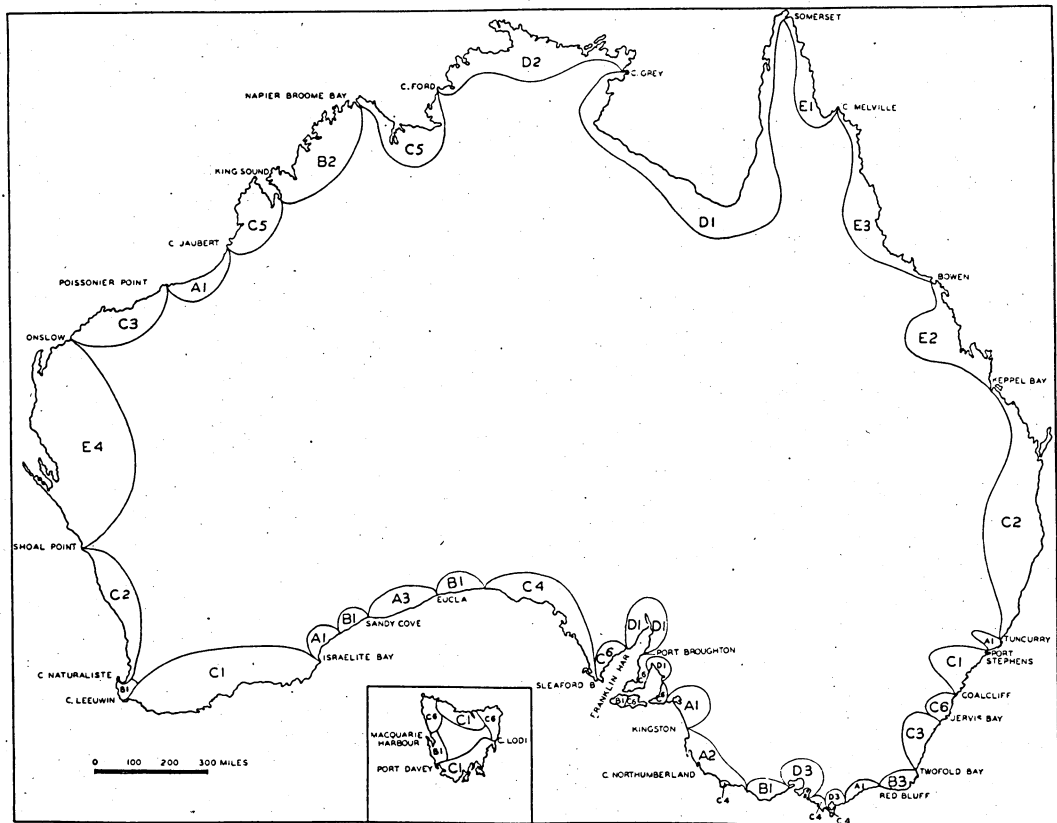 SOMERSET
D2
C. FORD
C. GREY
NAPIER BROOME BAY
E1
C MELVILLE
C5
B2
KING SOUND
C5
D1
E3
C JAUBERT
POISSONIER POINT
A1
BOWEN
C3
ONSLOW
E2
KEPPEL BAY
E4
C2
SHOAL POINT
C2
C4
B1
A3
EUCLA
B1
SANDY COVE
A1
ISRAELITE BAY
D1
D1
A1
TUNCURRY
PORT
STEPHENS
C6
PORT BROUGHTON
C1
C NATURALISTE
B1
C. LEEUWIN
C1
SLEAFORD B
FRANKLIN HAR
C6
D1
B
B1
C6
A1
COALCLIFF
C6
JERVIS BAY
KINGSTON
C3
C6
C1
C6
MACQUARIE
HARBOUR
C. LODI
B1
PORT DAVEY
C1
A2
C. NORTHUMBERLAND
C4
B1
D3
TWOFOLD BAY
B3
RED BLUFF
A1
D3
C4
C4
0 100 200 300 MILES